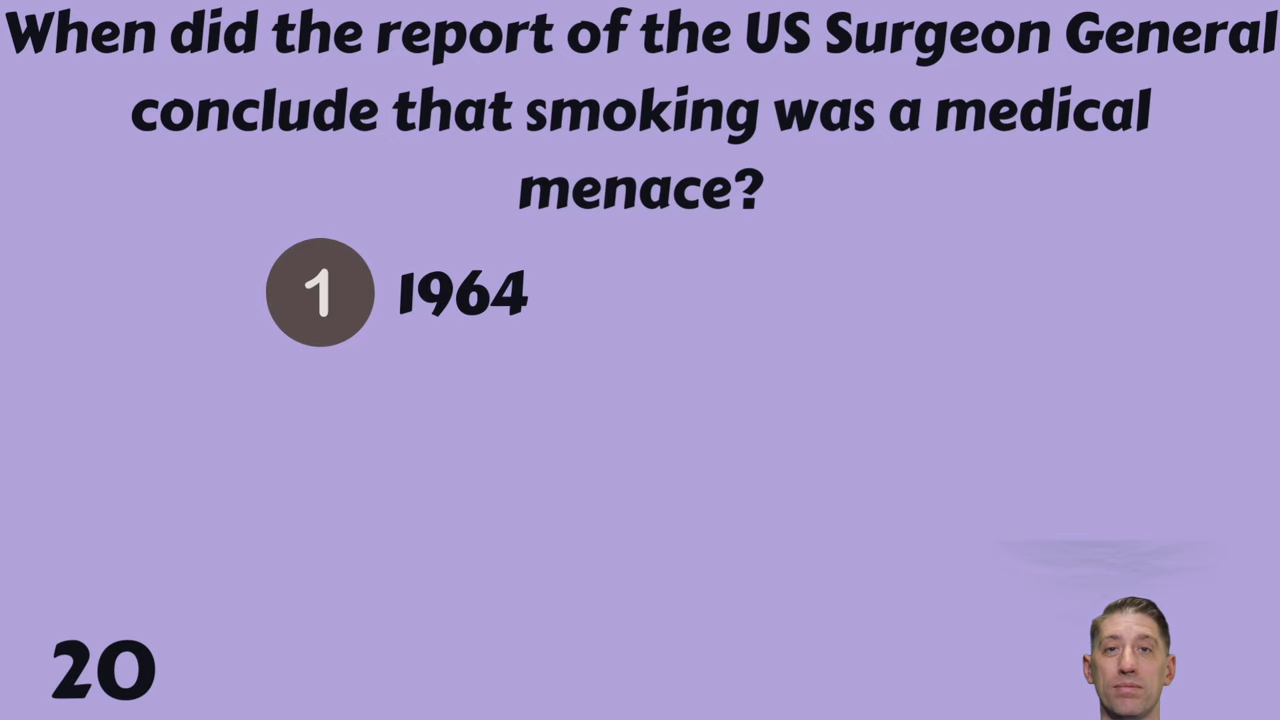 When did the report of the US Surgeon General
conclude that smoking was a medical
menace?
1 1964
20